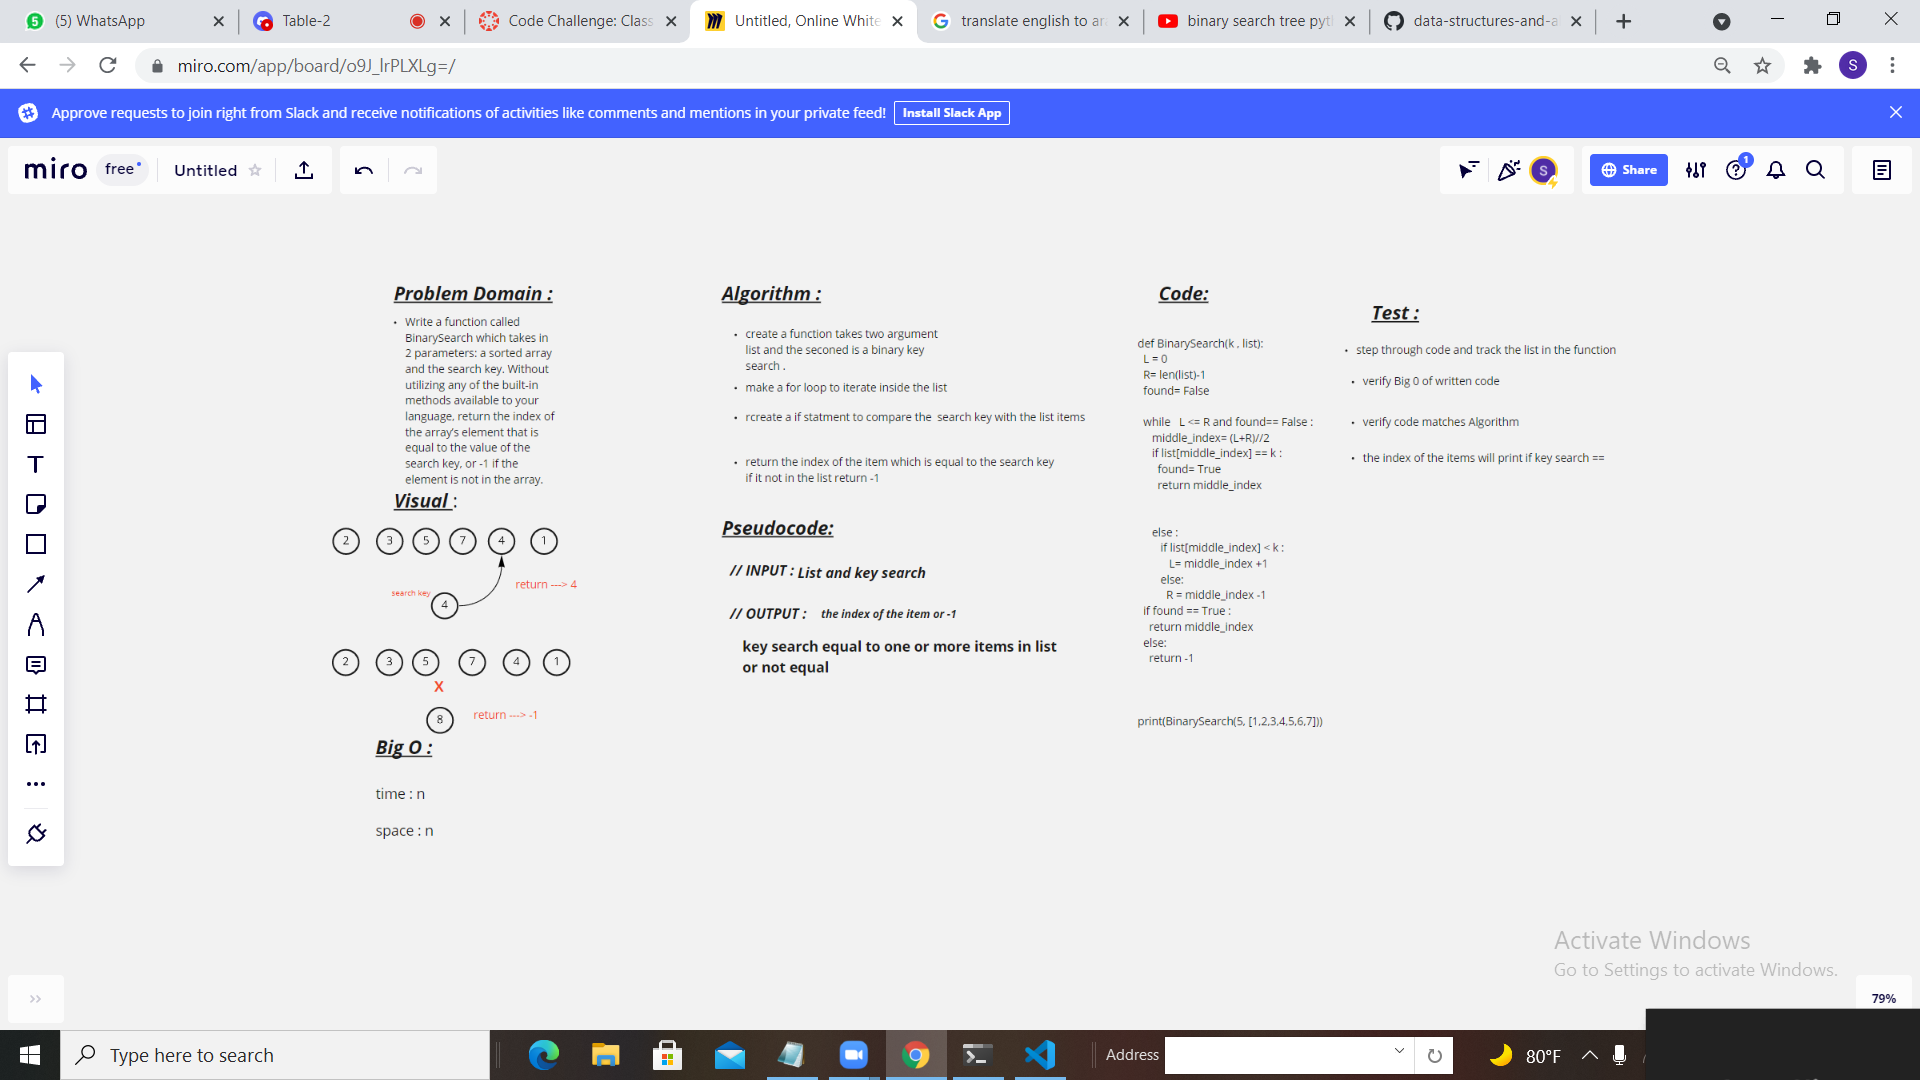 (5) WhatsApp
Table-2
Code Challenge: Class
Untitled, Online White
translate english to ar
binary search tree pyt
data-structures-and-a
miro.com/app/board/o9J_lrPLXLg=/
S
Approve requests to join right from Slack and receive notifications of activities like comments and mentions in your private feed!
Install Slack App
miro
free
Untitled
S
Share
1
Problem Domain :
• Write a function called
BinarySearch which takes in
2 parameters: a sorted array
and the search key. Without
utilizing any of the built-in
methods available to your
language, return the index of
the array's element that is
equal to the value of the
search key, or -1 if the
element is not in the array.
Visual :
2 3 5 7 4 1
return ---> 4
search key
4
2 3 5 7 4 1
X
8
return ---> -1
Big O :
time : n
space : n
Algorithm :
• create a function takes two argument
list and the seconed is a binary key
search .
• make a for loop to iterate inside the list
• rcreate a if statment to compare the search key with the list items
• return the index of the item which is equal to the search key
if it not in the list return -1
Pseudocode:
// INPUT : List and key search
// OUTPUT : the index of the item or -1
key search equal to one or more items in list
or not equal
Code:
def BinarySearch(k , list):
L = 0
R= len(list)-1
found= False
while L <= R and found== False :
middle_index= (L+R)//2
if list[middle_index] == k :
found= True
return middle_index
else :
if list[middle_index] < k :
L= middle_index +1
else:
R = middle_index -1
if found == True :
return middle_index
else:
return -1
print(BinarySearch(5, [1,2,3,4,5,6,7]))
Test :
• step through code and track the list in the function
• verify Big 0 of written code
• verify code matches Algorithm
• the index of the items will print if key search ==
Activate Windows
Go to Settings to activate Windows.
79%
Type here to search
Address
80°F